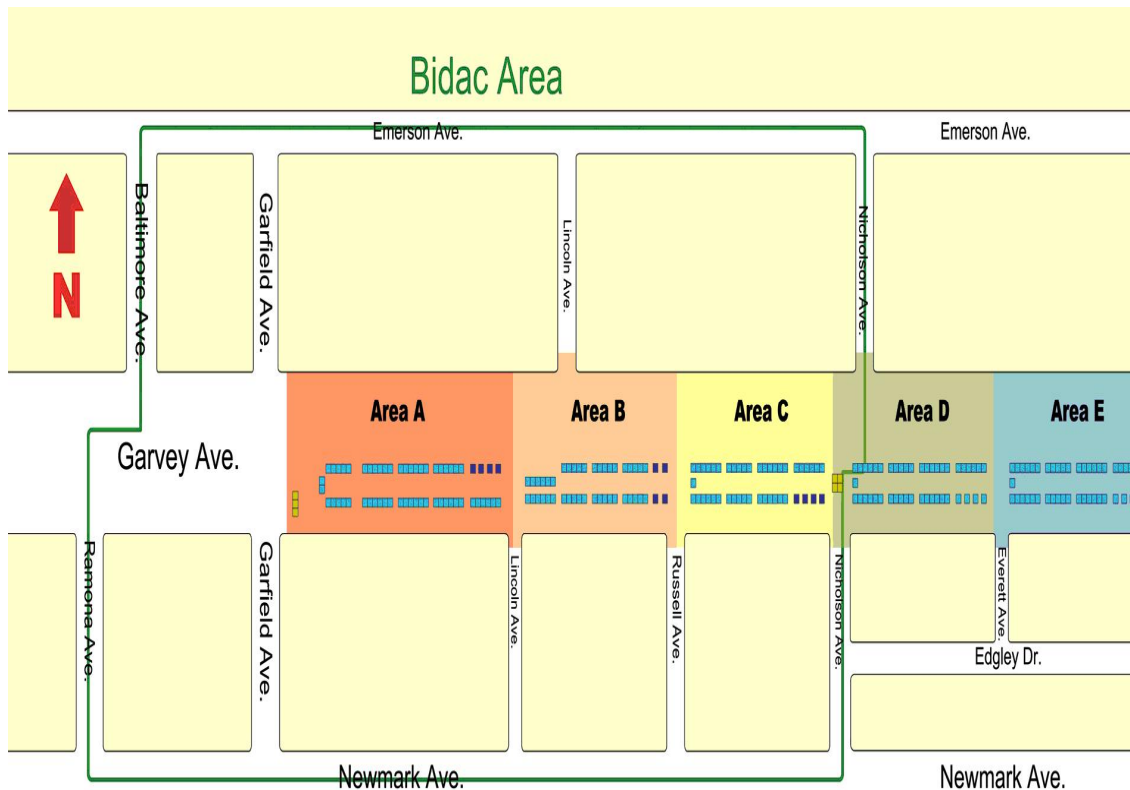 Bidac Area
Emerson Ave.
Emerson Ave.
N
Baltimore Ave.
Garfield Ave.
Lincoln Ave.
Nicholson Ave.
Area A
Area B
Area C
Area D
Area E
Garvey Ave.
Ramona Ave.
Garfield Ave.
Lincoln Ave.
Russell Ave.
Nicholson Ave.
Everett Ave.
Edgley Dr.
Newmark Ave.
Newmark Ave.